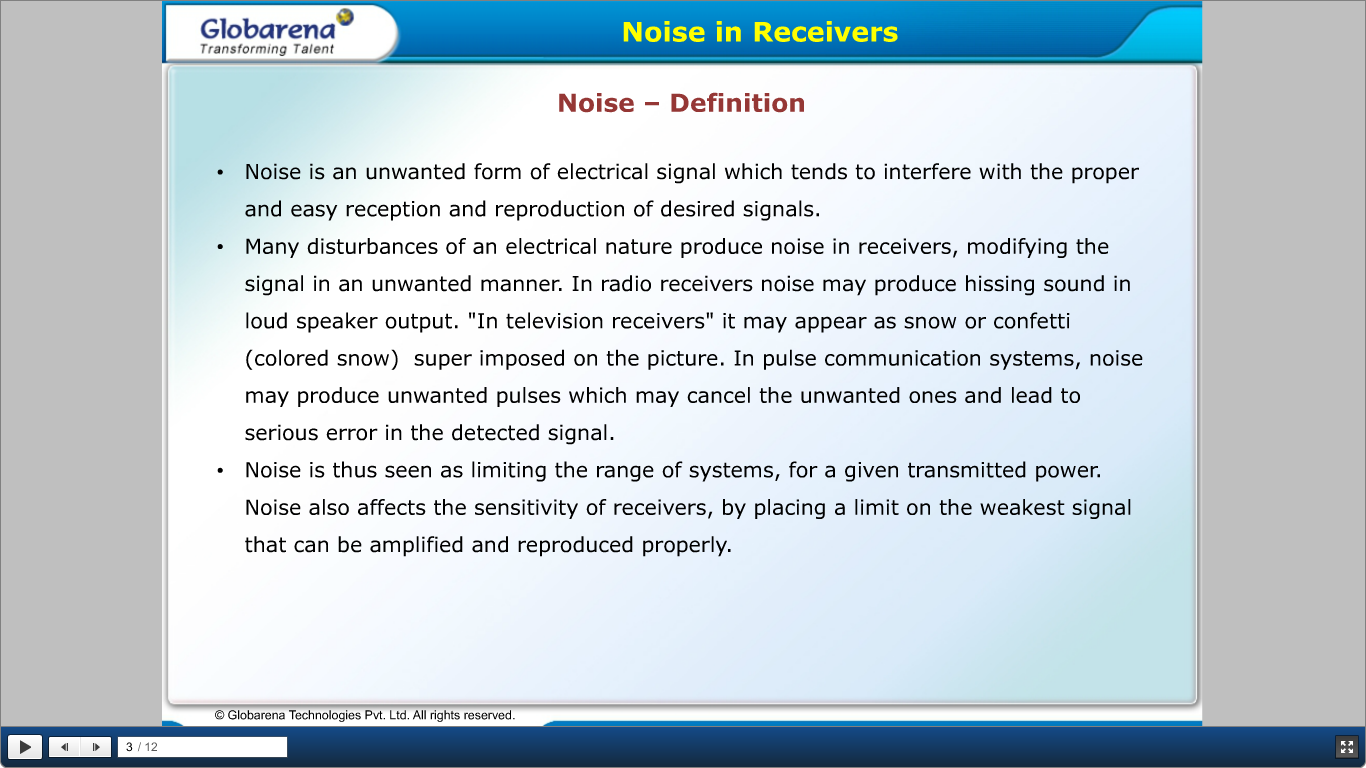 Globarena
Transforming Talent
Noise in Receivers
Noise – Definition
• Noise is an unwanted form of electrical signal which tends to interfere with the proper
and easy reception and reproduction of desired signals.
• Many disturbances of an electrical nature produce noise in receivers, modifying the
signal in an unwanted manner. In radio receivers noise may produce hissing sound in
loud speaker output. "In television receivers" it may appear as snow or confetti
(colored snow)  super imposed on the picture. In pulse communication systems, noise
may produce unwanted pulses which may cancel the unwanted ones and lead to
serious error in the detected signal.
• Noise is thus seen as limiting the range of systems, for a given transmitted power.
Noise also affects the sensitivity of receivers, by placing a limit on the weakest signal
that can be amplified and reproduced properly.
© Globarena Technologies Pvt. Ltd. All rights reserved.
3 / 12